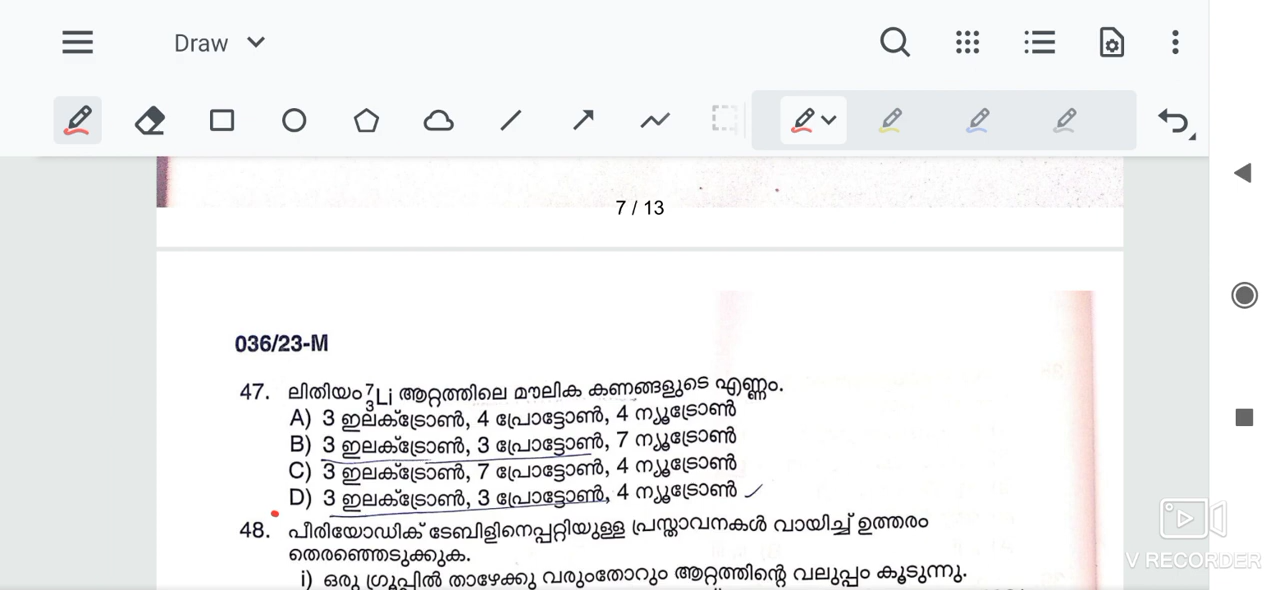 Draw
7 / 13
036/23-M
47. ലിതിയം ⁷₃Li ആറ്റത്തിലെ മൗലിക കണങ്ങളുടെ എണ്ണം.
A) 3 ഇലക്ട്രോൺ, 4 പ്രോട്ടോൺ, 4 ന്യൂട്രോൺ
B) 3 ഇലക്ട്രോൺ, 3 പ്രോട്ടോൺ, 7 ന്യൂട്രോൺ
C) 3 ഇലക്ട്രോൺ, 7 പ്രോട്ടോൺ, 4 ന്യൂട്രോൺ
D) 3 ഇലക്ട്രോൺ, 3 പ്രോട്ടോൺ, 4 ന്യൂട്രോൺ
48. പീരിയോഡിക് ടേബിളിനെപ്പറ്റിയുള്ള പ്രസ്താവനകൾ വായിച്ച് ഉത്തരം
തെരഞ്ഞെടുക്കുക.
i) ഒരു ഗ്രൂപ്പിൽ താഴേക്കു വരുംതോറും ആറ്റത്തിന്റെ വലുപ്പം കൂടുന്നു.
V RECORDER